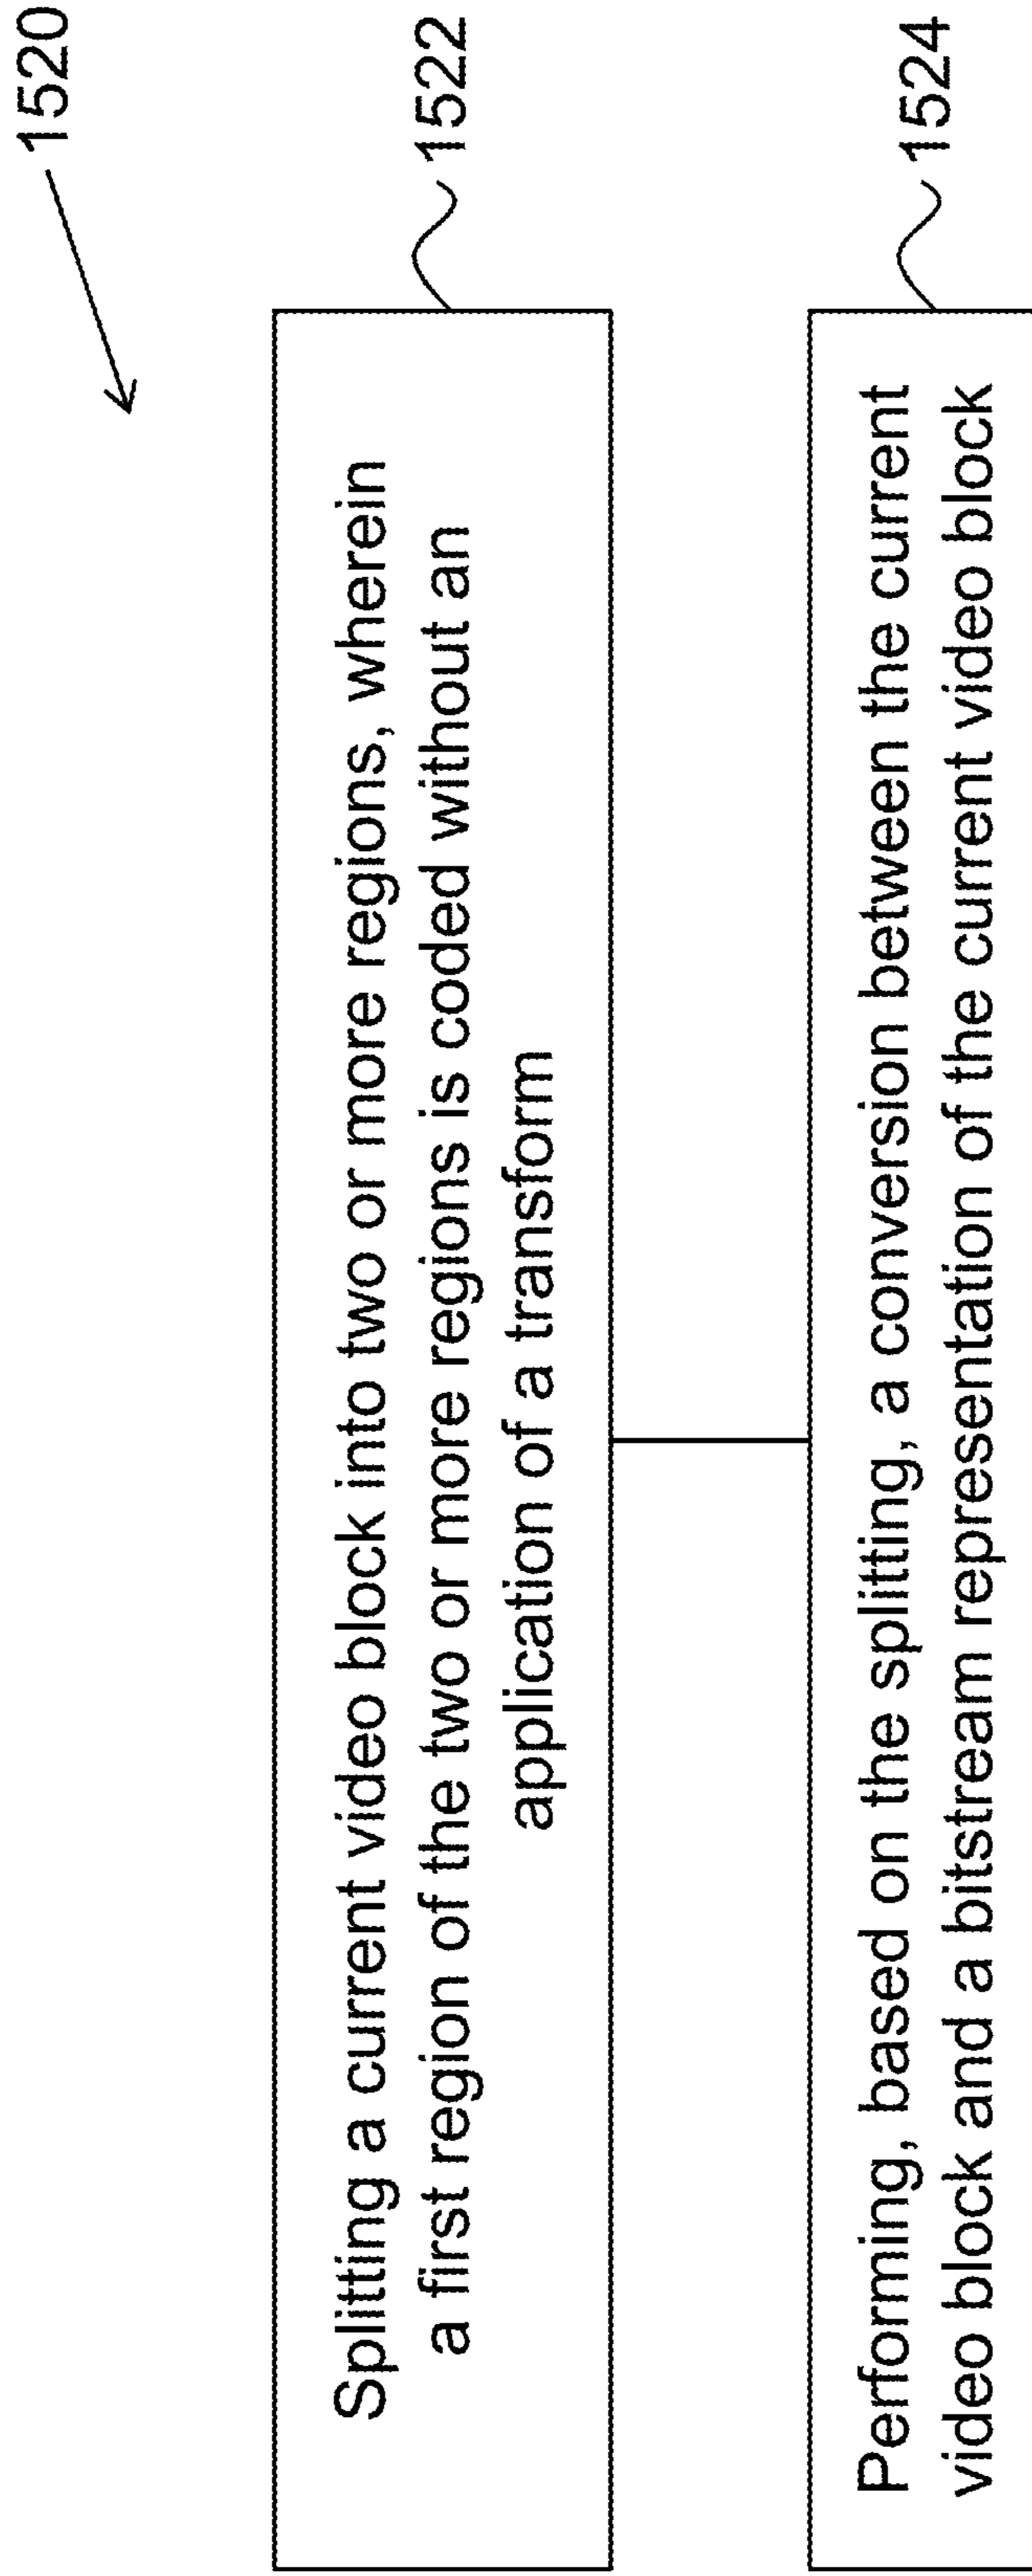 1520
Splitting a current video block into two or more regions, wherein
a first region of the two or more regions is coded without an
application of a transform
1522
Performing, based on the splitting, a conversion between the current
video block and a bitstream representation of the current video block
1524